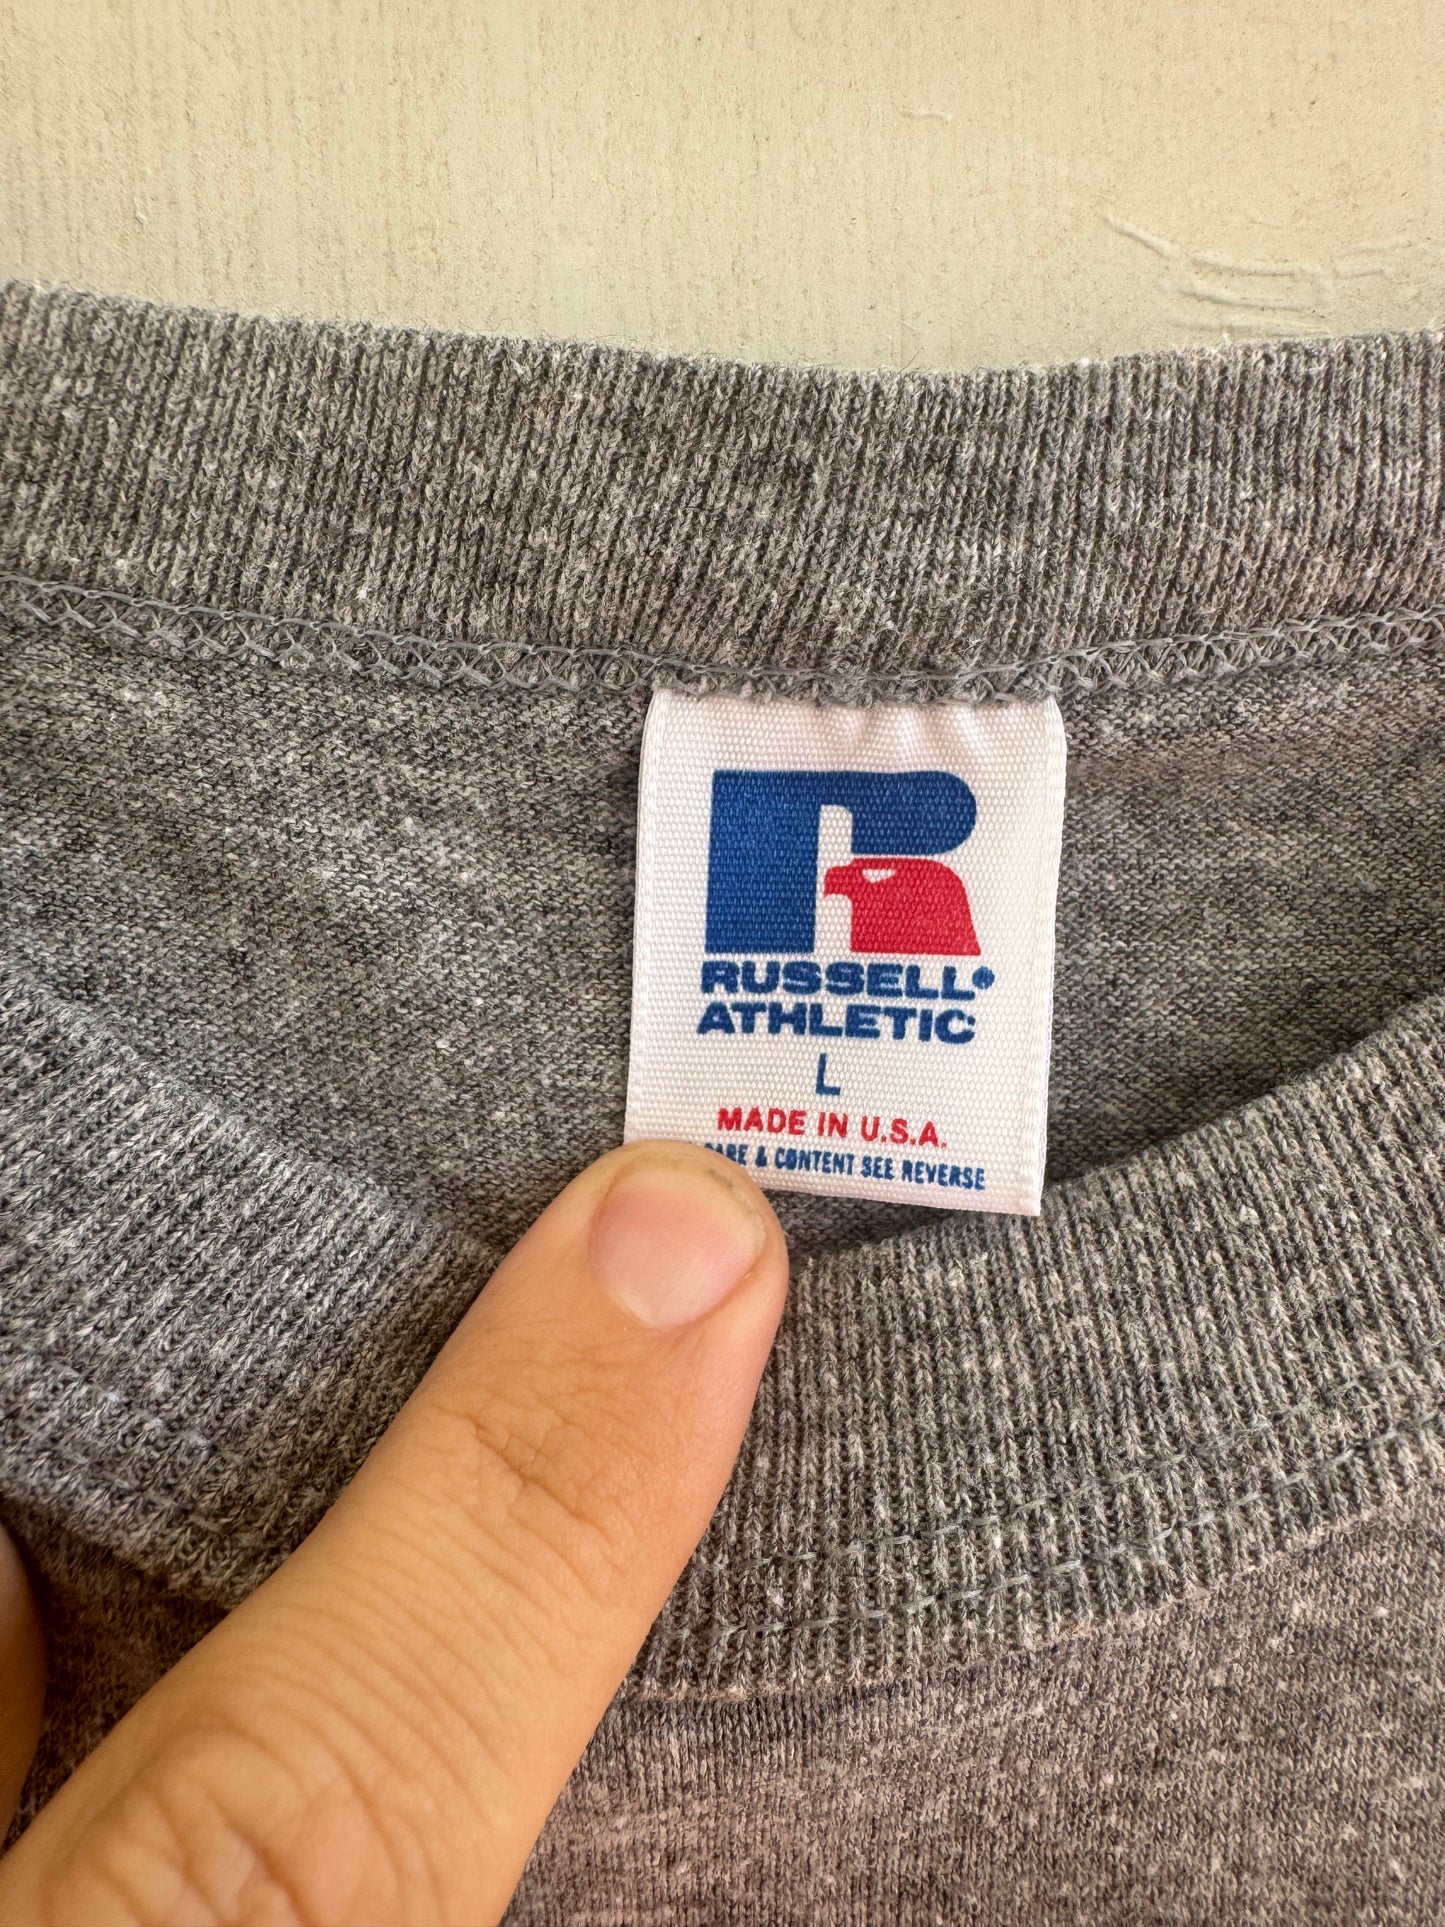 RUSSELL®
ATHLETIC
L
MADE IN U.S.A.
& CONTENT SEE REVERSE